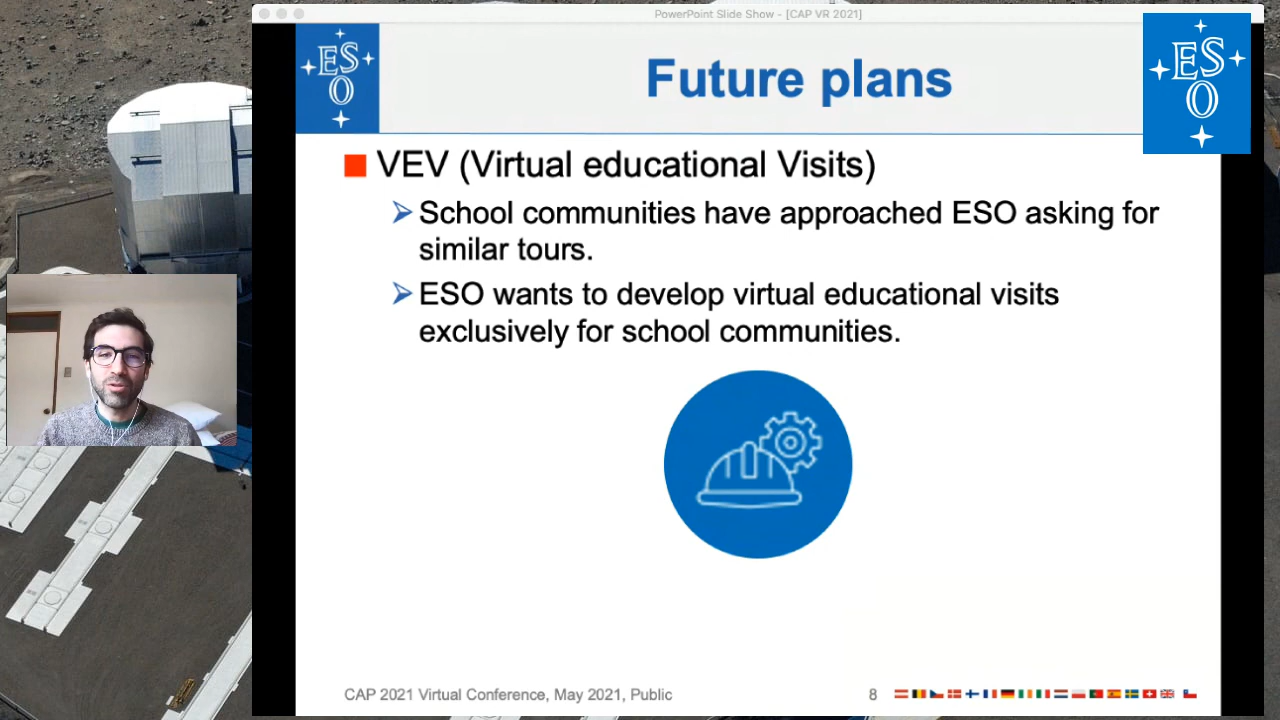 PowerPoint Slide Show - [CAP VR 2021]
ESO
ESO
Future plans
VEV (Virtual educational Visits)
School communities have approached ESO asking for
similar tours.
ESO wants to develop virtual educational visits
exclusively for school communities.
CAP 2021 Virtual Conference, May 2021, Public
8